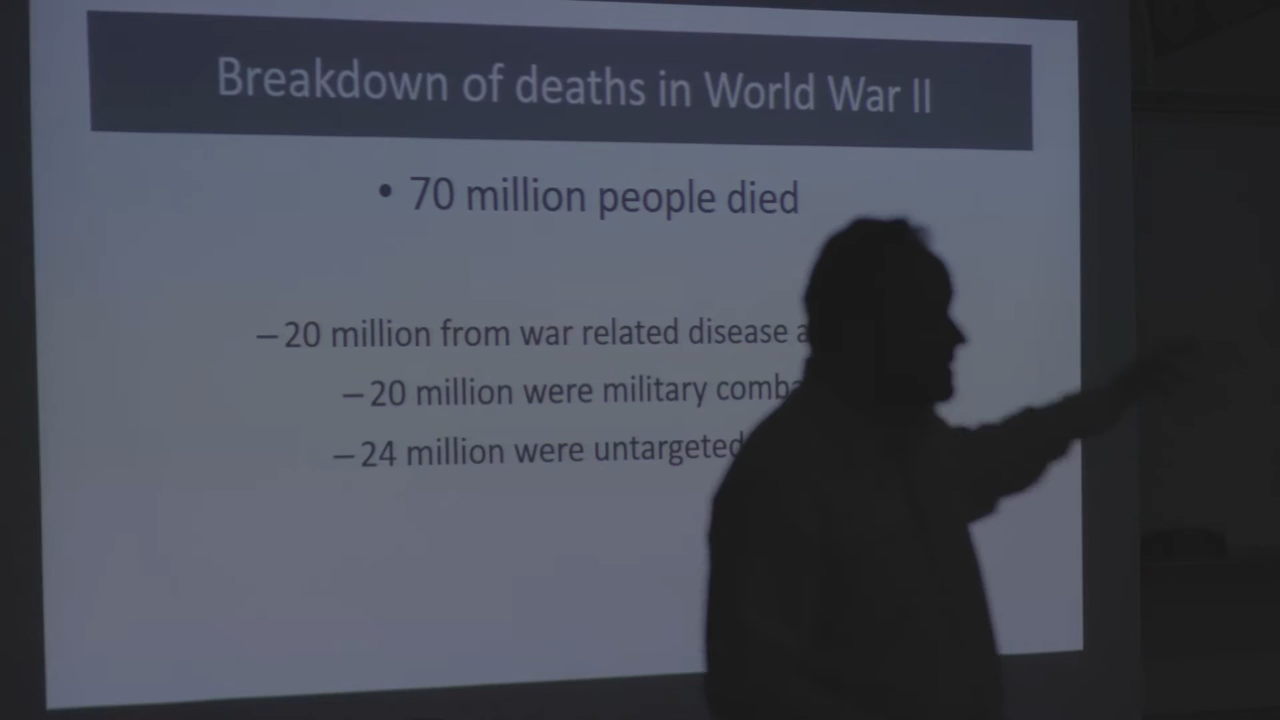 Breakdown of deaths in World War II
• 70 million people died
– 20 million from war related disease
– 20 million were military
– 24 million were untargeted